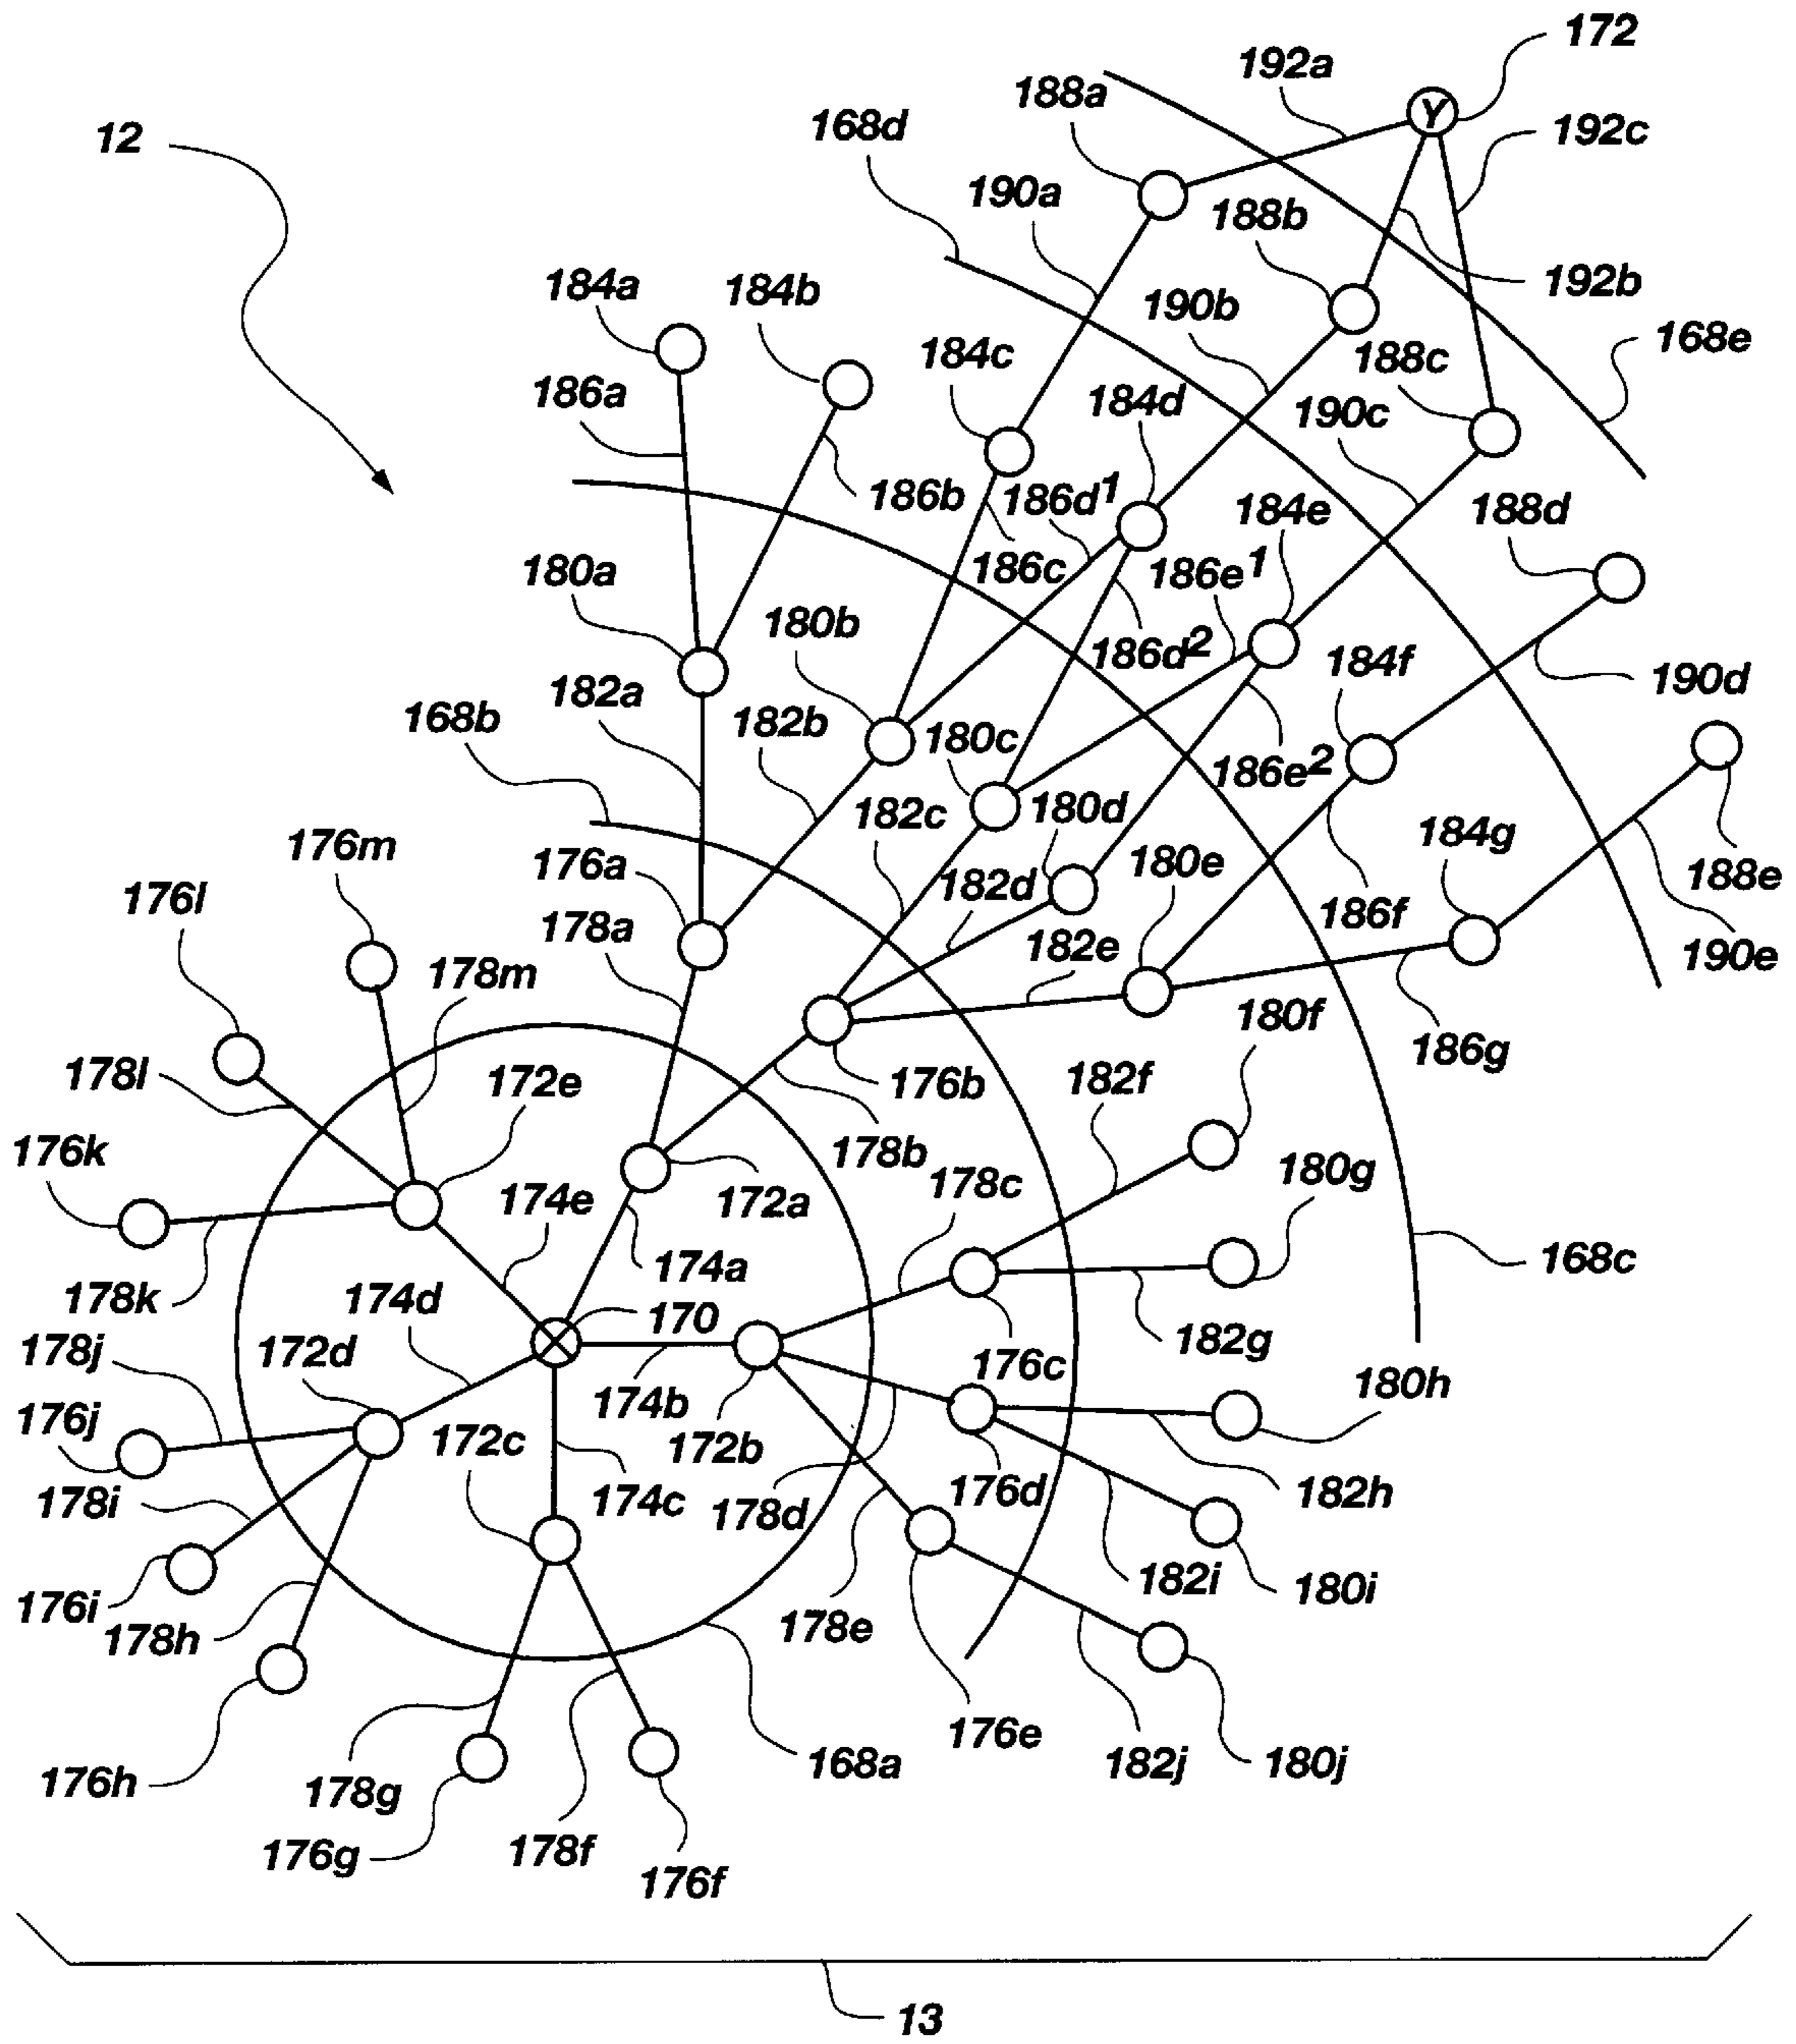 172
192a
188a
12
168d
192c
Y
190a
188b
192b
184a
184b
190b
168e
184c
188c
186a
184d
190c
186b
186d1
184e
188d
180a
186c
186e1
180b
186d2
184f
190d
182a
168b
182b
180c
186e2
182c
180d
184g
176m
176a
180e
188e
176l
182d
186f
178a
182e
190e
178m
180f
186g
178l
172e
176b
182f
176k
178b
180g
174e
172a
178c
174a
168c
178k
174d
170
182g
178j
172d
176c
180h
174b
176j
172c
172b
176d
182h
178i
174c
178d
182i
180i
176i
178h
178e
176e
168a
182j
180j
176h
178g
178f
176g
176f
13